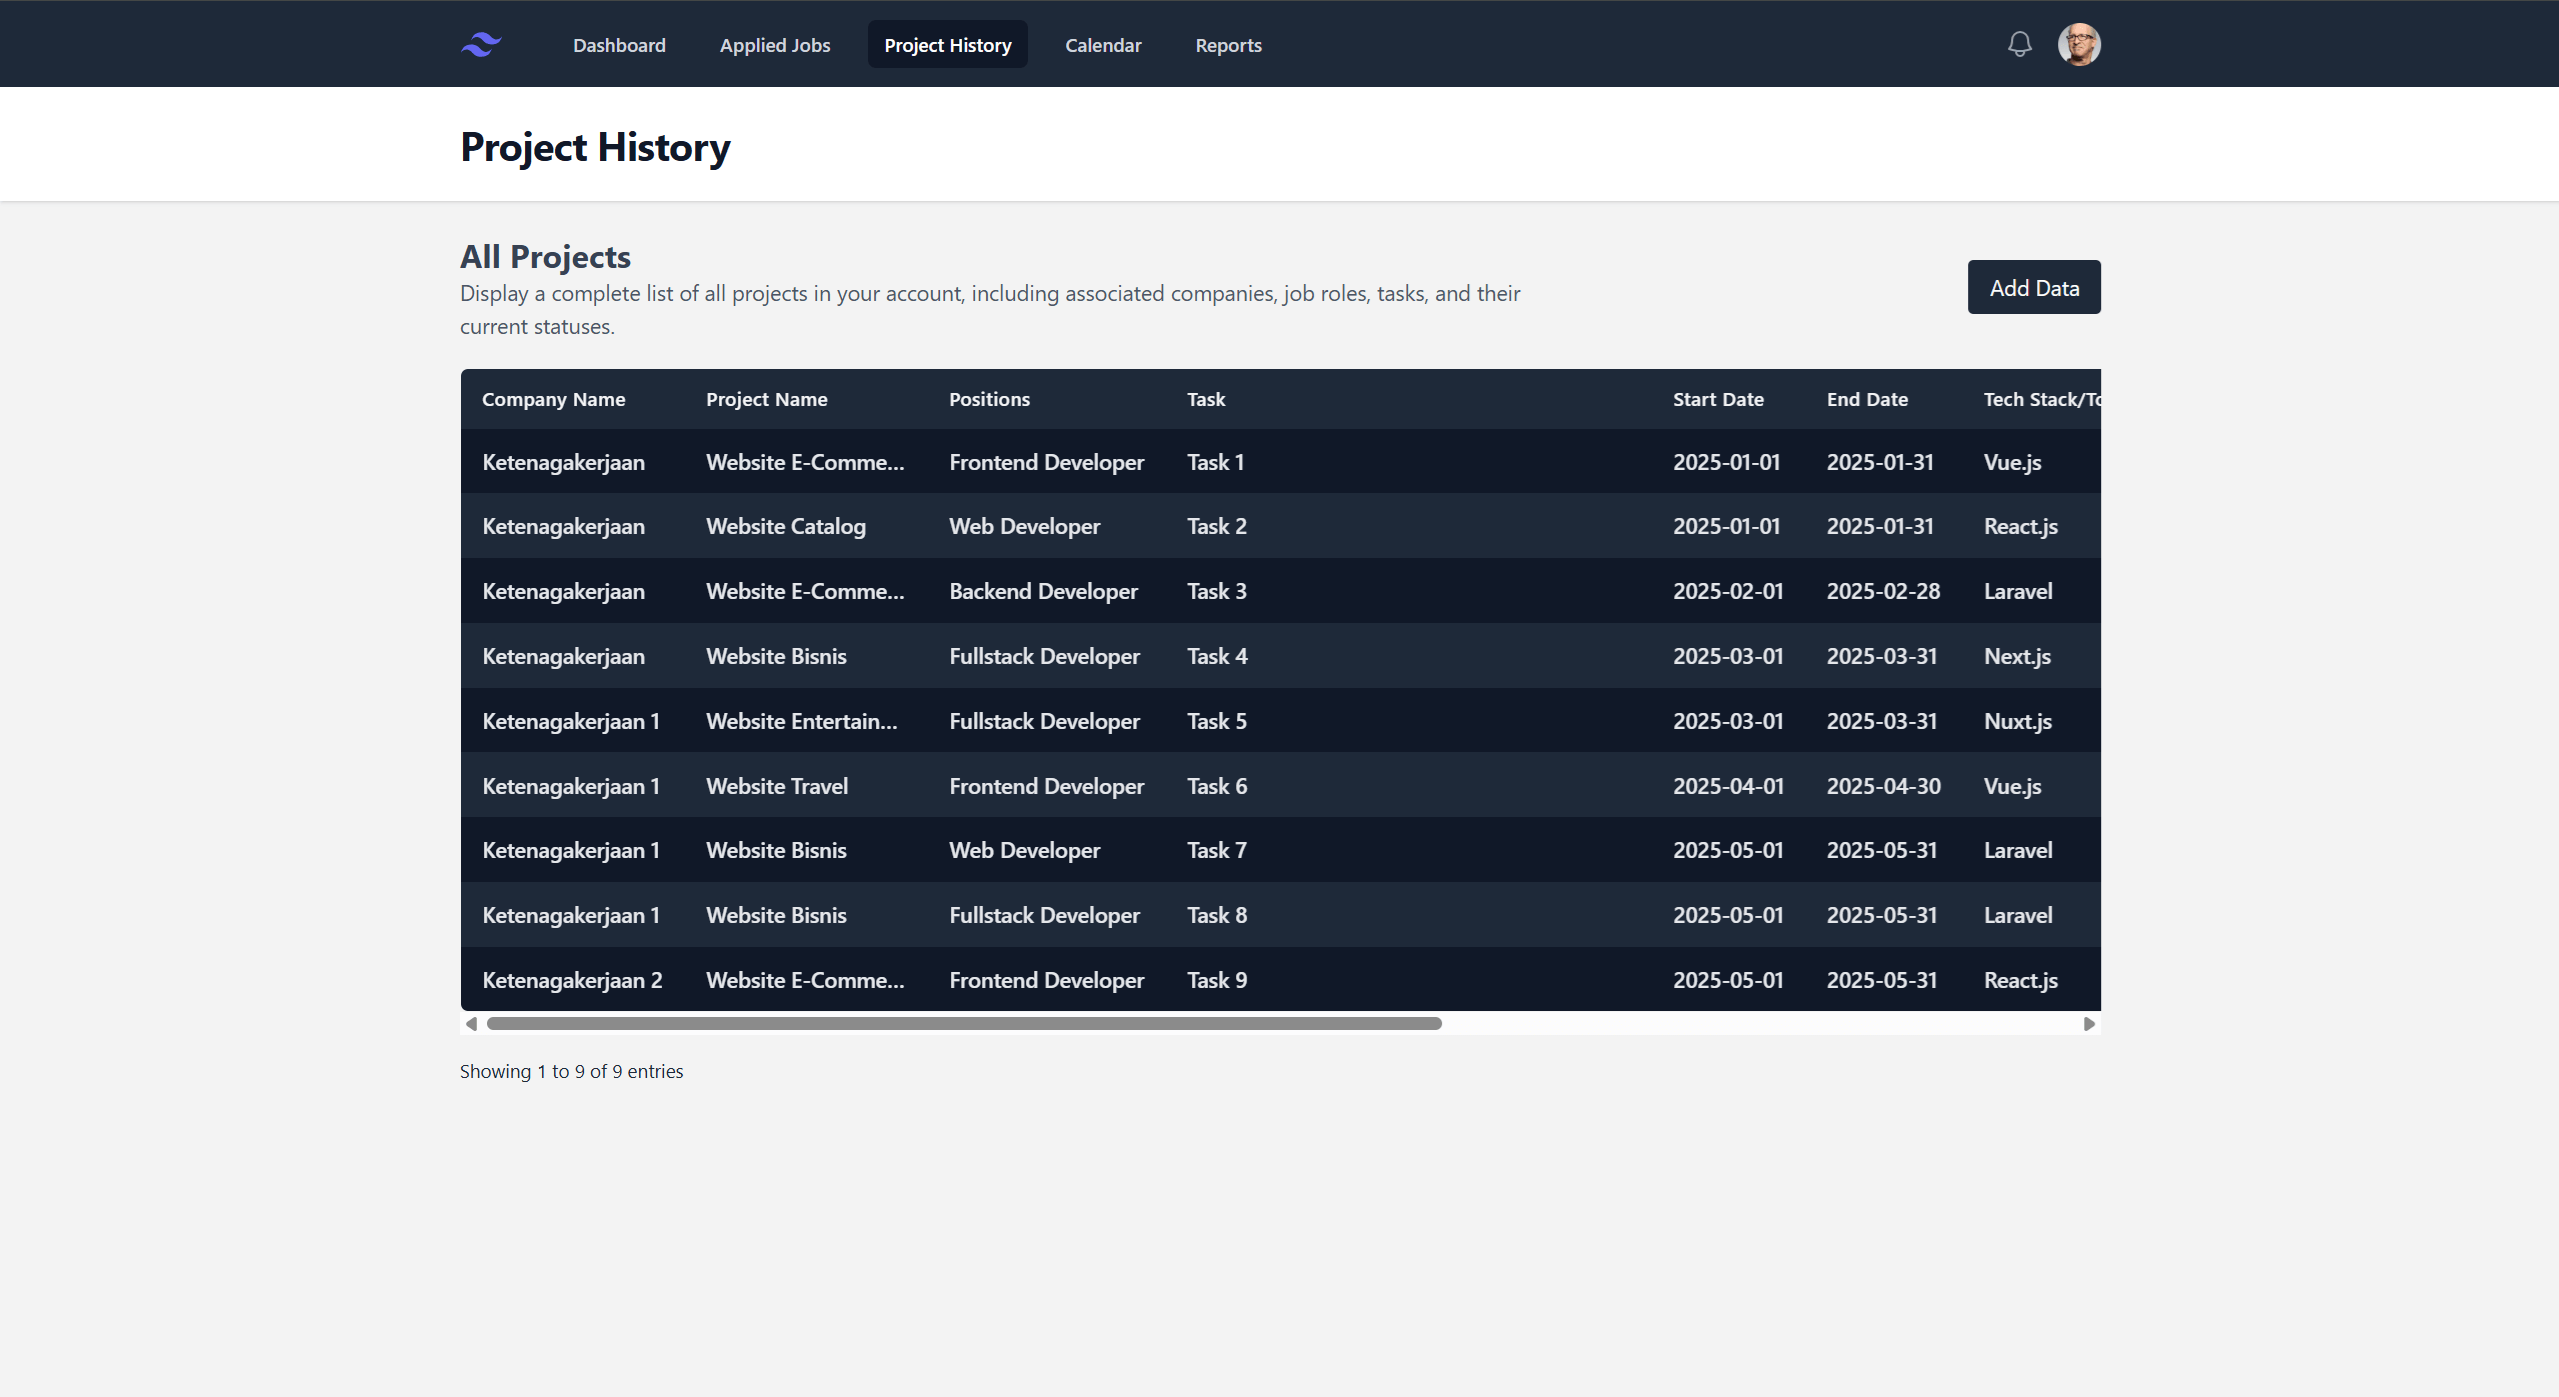 Dashboard Applied Jobs Project History Calendar Reports
Project History
All Projects
Display a complete list of all projects in your account, including associated companies, job roles, tasks, and their
current statuses.
Add Data
Company Name Project Name Positions Task Start Date End Date Tech Stack/To
Ketenagakerjaan Website E-Comme... Frontend Developer Task 1 2025-01-01 2025-01-31 Vue.js
Ketenagakerjaan Website Catalog Web Developer Task 2 2025-01-01 2025-01-31 React.js
Ketenagakerjaan Website E-Comme... Backend Developer Task 3 2025-02-01 2025-02-28 Laravel
Ketenagakerjaan Website Bisnis Fullstack Developer Task 4 2025-03-01 2025-03-31 Next.js
Ketenagakerjaan 1 Website Entertain... Fullstack Developer Task 5 2025-03-01 2025-03-31 Nuxt.js
Ketenagakerjaan 1 Website Travel Frontend Developer Task 6 2025-04-01 2025-04-30 Vue.js
Ketenagakerjaan 1 Website Bisnis Web Developer Task 7 2025-05-01 2025-05-31 Laravel
Ketenagakerjaan 1 Website Bisnis Fullstack Developer Task 8 2025-05-01 2025-05-31 Laravel
Ketenagakerjaan 2 Website E-Comme... Frontend Developer Task 9 2025-05-01 2025-05-31 React.js
Showing 1 to 9 of 9 entries